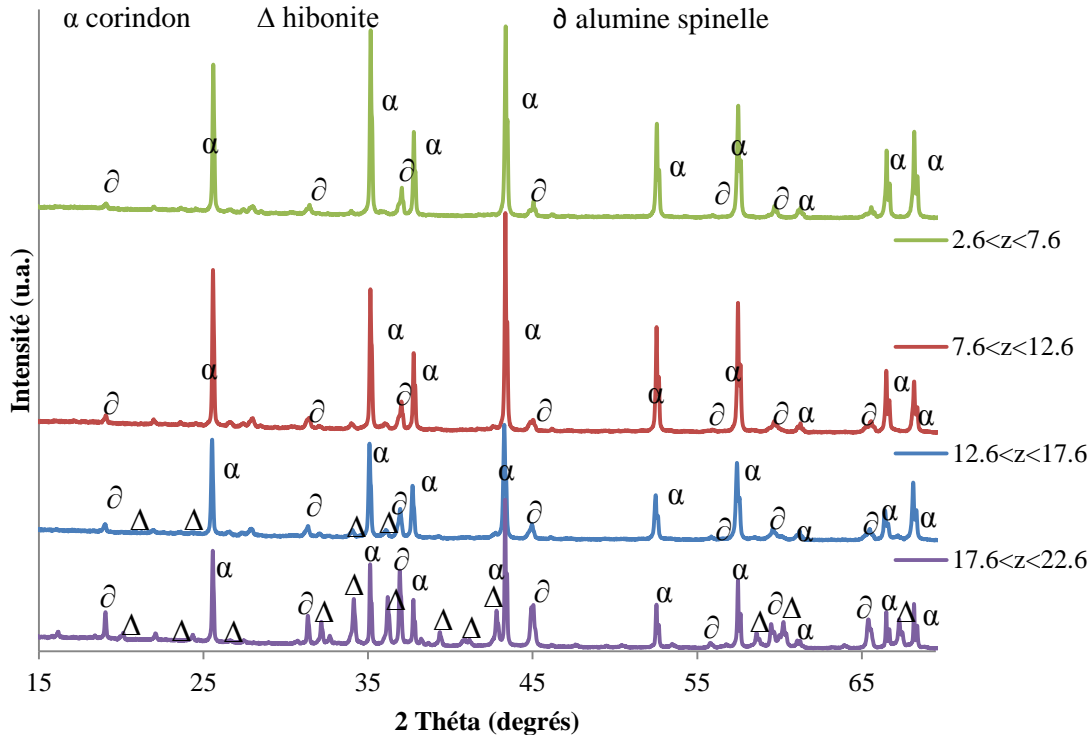 α corindon Δ hibonite ∂ alumine spinelle
∂ α ∂ α ∂ α α ∂ α ∂ α ∂ α α α
2.6<z<7.6
∂ α ∂ α ∂ α α ∂ α ∂ α ∂ α ∂ α α
7.6<z<12.6
∂ Δ Δ α ∂ Δ α Δ ∂ α α ∂ α ∂ α ∂ α ∂ α α
12.6<z<17.6
∂ Δ Δ α Δ ∂ Δ Δ α Δ ∂ α Δ Δ Δ α ∂ α ∂ α Δ ∂ Δ α ∂ α Δ α
17.6<z<22.6
15 25 35 45 55 65
2 Théta (degrés)
Intensité (u.a.)